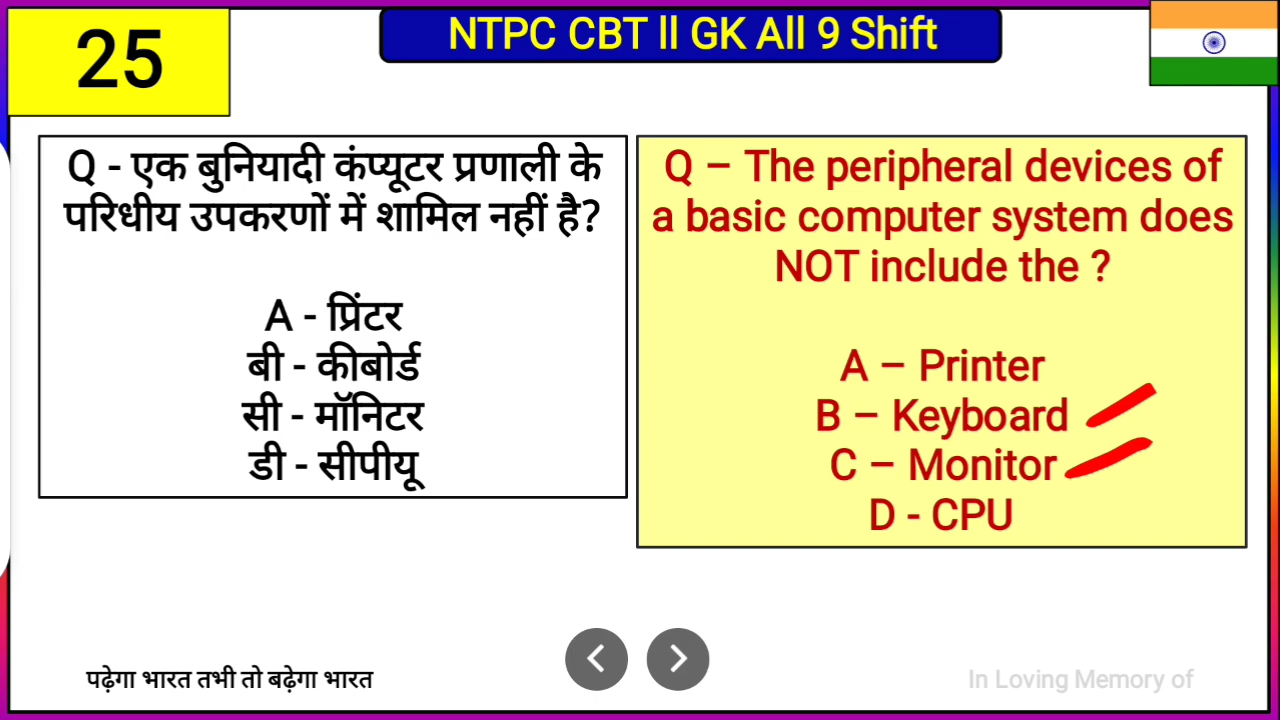 25
NTPC CBT ll GK All 9 Shift
Q - एक बुनियादी कंप्यूटर प्रणाली के
परिधीय उपकरणों में शामिल नहीं है?
A - प्रिंटर
बी - कीबोर्ड
सी - मॉनिटर
डी - सीपीयू
Q – The peripheral devices of
a basic computer system does
NOT include the ?
A – Printer
B – Keyboard
C – Monitor
D - CPU
पढ़ेगा भारत तभी तो बढ़ेगा भारत
In Loving Memory of